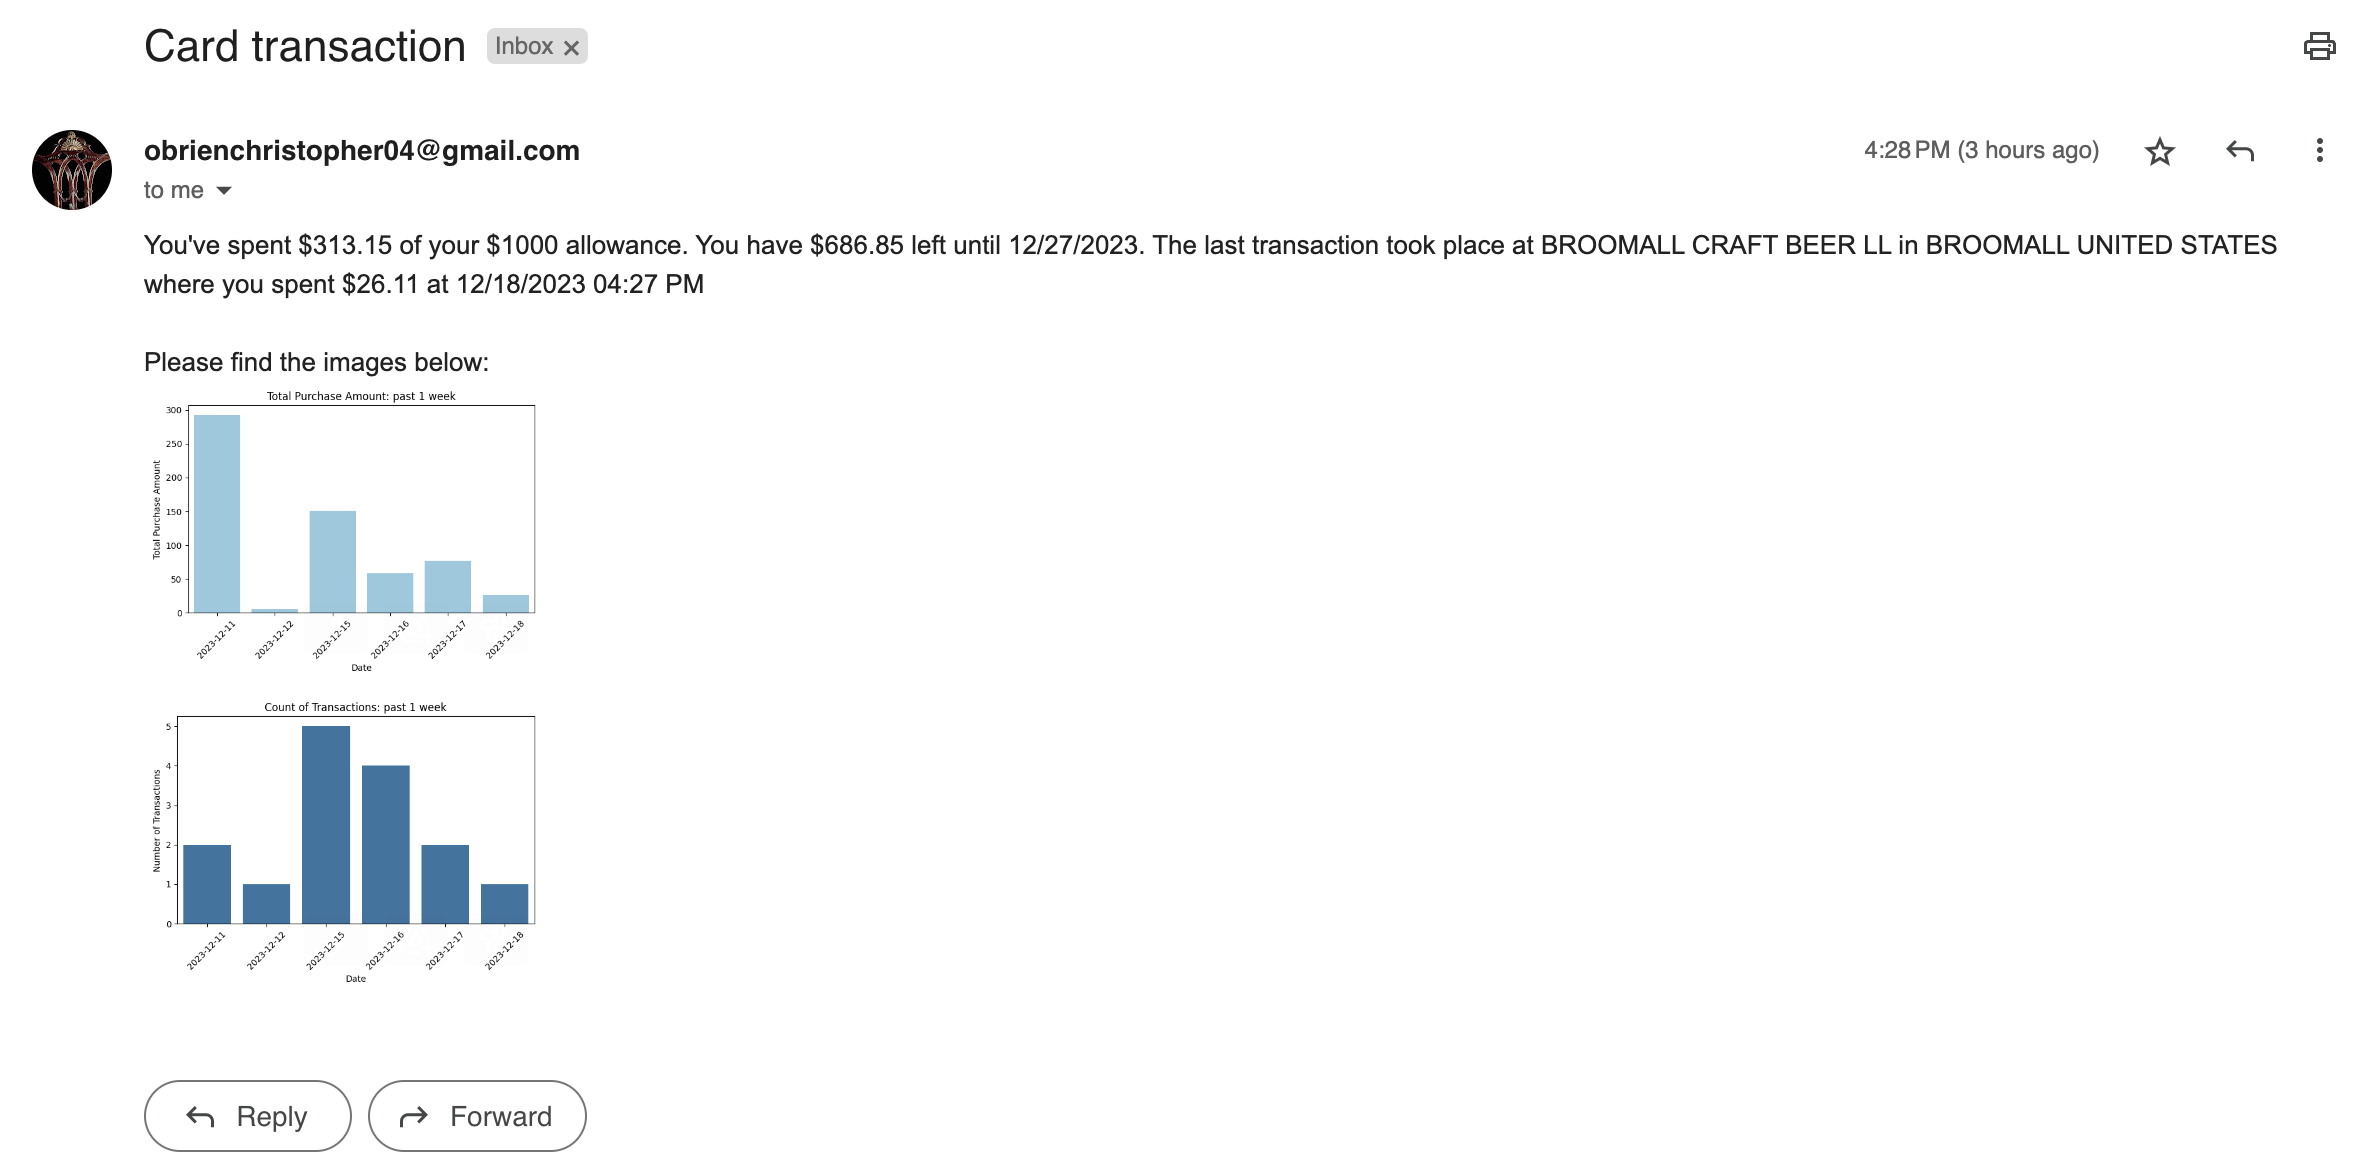 Card transaction
Inbox
obrienchristopher04@gmail.com
4:28 PM (3 hours ago)
to me
You've spent $313.15 of your $1000 allowance. You have $686.85 left until 12/27/2023. The last transaction took place at BROOMALL CRAFT BEER LL in BROOMALL UNITED STATES
where you spent $26.11 at 12/18/2023 04:27 PM
Please find the images below:
Total Purchase Amount: past 1 week
Total Purchase Amount
300
250
200
150
100
50
0
2023-12-11
2023-12-12
2023-12-15
2023-12-16
2023-12-17
2023-12-18
Date
Count of Transactions: past 1 week
Number of Transactions
5
4
3
2
1
0
2023-12-11
2023-12-12
2023-12-15
2023-12-16
2023-12-17
2023-12-18
Date
Reply
Forward